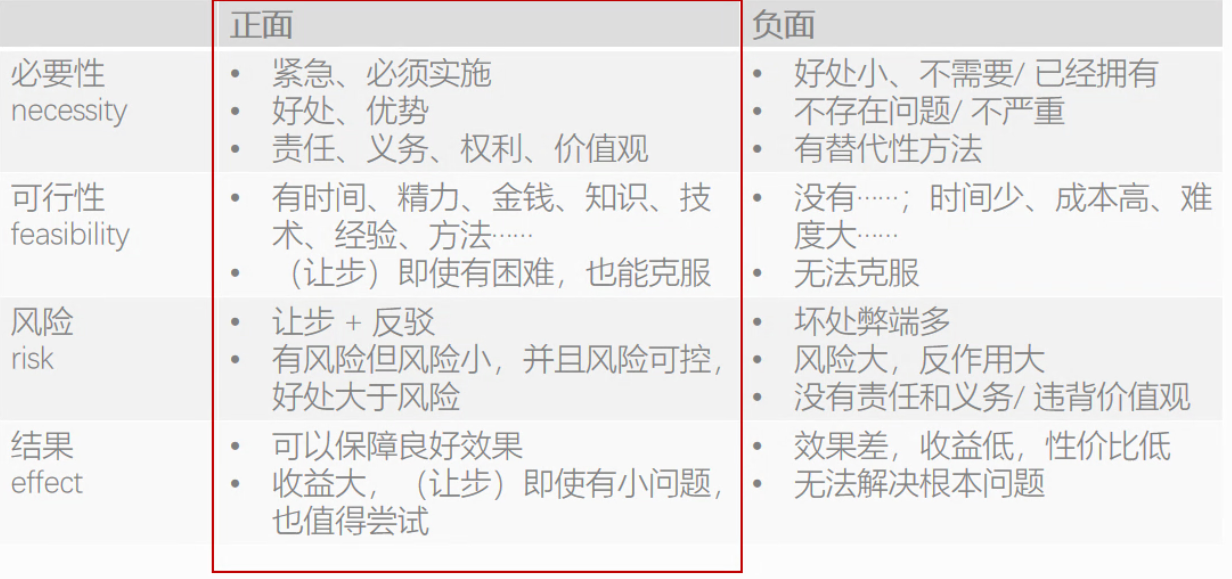 正面 负面
必要性 • 紧急、必须实施 • 好处小、不需要/ 已经拥有
necessity • 好处、优势 • 不存在问题/ 不严重
• 责任、义务、权利、价值观 • 有替代性方法
可行性 • 有时间、精力、金钱、知识、技 • 没有……；时间少、成本高、难
feasibility 术、经验、方法…… 度大……
• （让步）即使有困难，也能克服 • 无法克服
风险 • 让步 + 反驳 • 坏处弊端多
risk • 有风险但风险小，并且风险可控， • 风险大，反作用大
好处大于风险 • 没有责任和义务/ 违背价值观
结果 • 可以保障良好效果 • 效果差，收益低，性价比低
effect • 收益大，（让步）即使有小问题， • 无法解决根本问题
也值得尝试